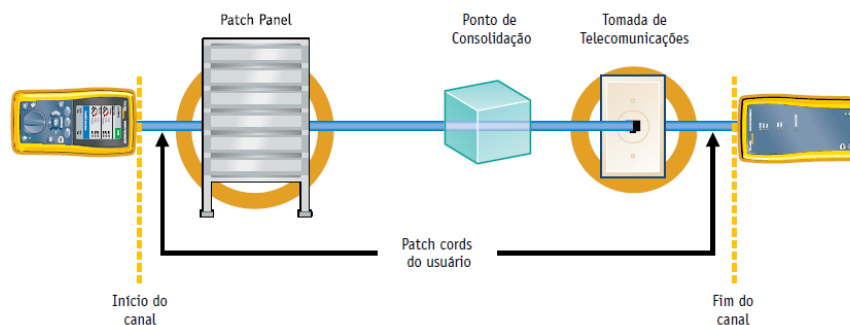 Patch Panel
Ponto de
Consolidação
Tomada de
Telecomunicações
Patch cords
do usuário
Início do
canal
Fim do
canal